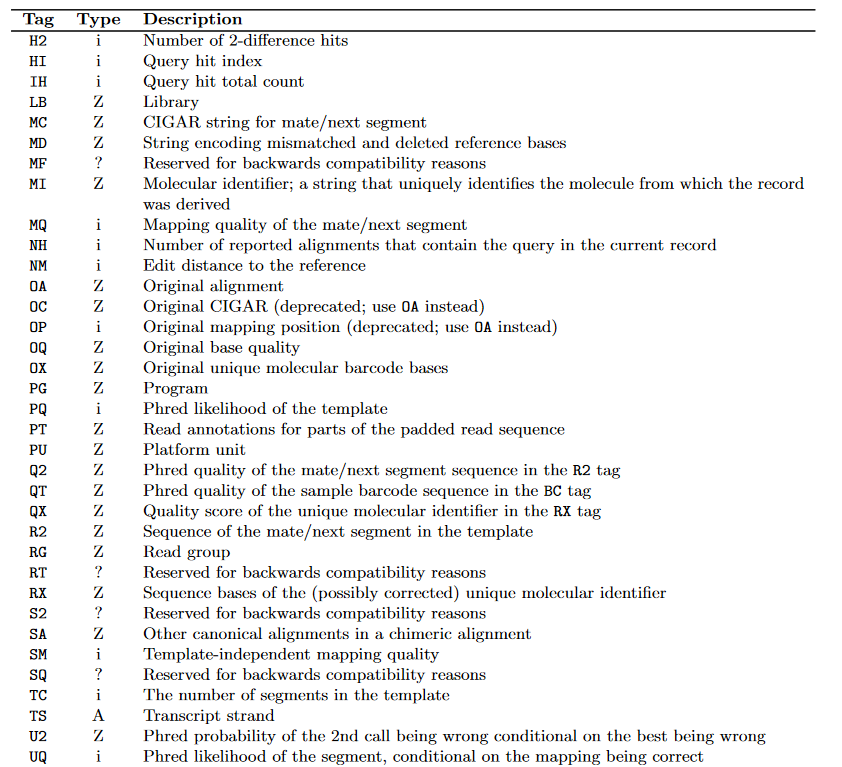 Tag Type Description
H2 i Number of 2-difference hits
HI i Query hit index
IH i Query hit total count
LB Z Library
MC Z CIGAR string for mate/next segment
MD Z String encoding mismatched and deleted reference bases
MF ? Reserved for backwards compatibility reasons
MI Z Molecular identifier; a string that uniquely identifies the molecule from which the record
was derived
MQ i Mapping quality of the mate/next segment
NH i Number of reported alignments that contain the query in the current record
NM i Edit distance to the reference
OA Z Original alignment
OC Z Original CIGAR (deprecated; use OA instead)
OP i Original mapping position (deprecated; use OA instead)
OQ Z Original base quality
OX Z Original unique molecular barcode bases
PG Z Program
PQ i Phred likelihood of the template
PT Z Read annotations for parts of the padded read sequence
PU Z Platform unit
Q2 Z Phred quality of the mate/next segment sequence in the R2 tag
QT Z Phred quality of the sample barcode sequence in the BC tag
QX Z Quality score of the unique molecular identifier in the RX tag
R2 Z Sequence of the mate/next segment in the template
RG Z Read group
RT ? Reserved for backwards compatibility reasons
RX Z Sequence bases of the (possibly corrected) unique molecular identifier
S2 ? Reserved for backwards compatibility reasons
SA Z Other canonical alignments in a chimeric alignment
SM i Template-independent mapping quality
SQ ? Reserved for backwards compatibility reasons
TC i The number of segments in the template
TS A Transcript strand
U2 Z Phred probability of the 2nd call being wrong conditional on the best being wrong
UQ i Phred likelihood of the segment, conditional on the mapping being correct